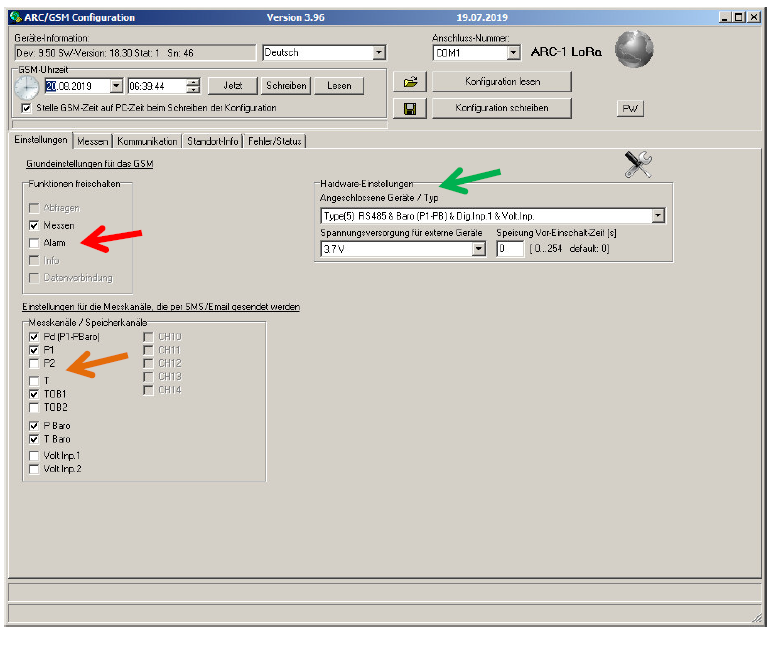 ARC/GSM Configuration Version 3.96 19.07.2019
Geräte-Information: Anschluss-Nummer:
Dev: 9.50 SW-Version: 18.30 Stat: 1 Sn: 46 Deutsch COM1 ARC-1 LoRa
GSM-Uhrzeit
20.08.2019 06:39:44 Jetzt Schreiben Lesen Konfiguration lesen
Stelle GSM-Zeit auf PC-Zeit beim Schreiben der Konfiguration Konfiguration schreiben PW
Einstellungen Messen Kommunikation Standort-Info Fehler/Status
Grundeinstellungen für das GSM
Funktionen freischalten Hardware-Einstellungen
Angeschlossene Geräte / Typ
Abfragen Type(5) RS485 & Baro (P1-PB) & Dig.Inp.1 & Volt.Inp.
Messen Spannungsversorgung für externe Geräte Speisung Vor-Einschalt-Zeit [s]
Alarm 3.7 V 0 [ 0...254 default: 0]
Info
Datenverbindung
Einstellungen für die Messkanäle, die per SMS/Email gesendet werden
Messkanäle / Speicherkanäle
Pd (P1-PBaro) CH10
P1 CH11
P2 CH12
CH13
T
CH14
TOB1
TOB2
P Baro
T Baro
Volt Inp.1
Volt Inp.2